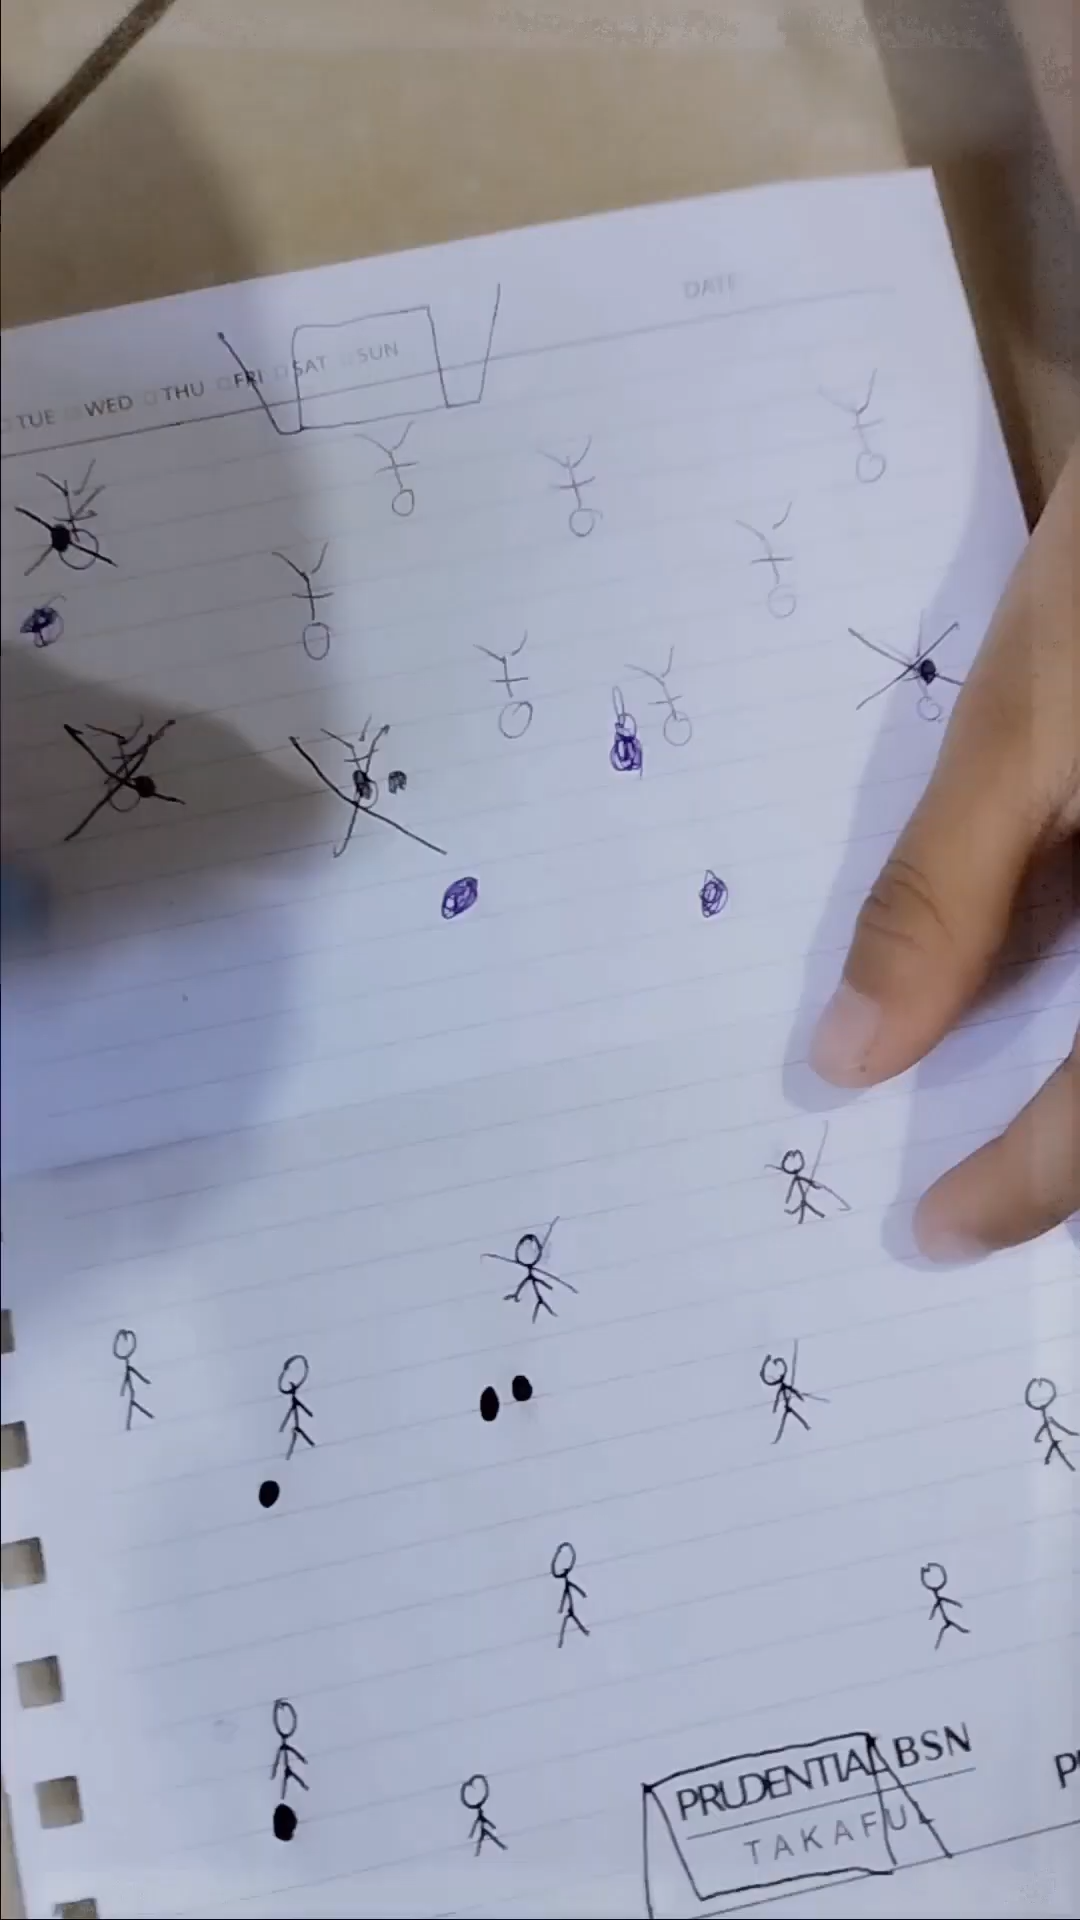 DATE
TUE WED THU FRI SAT SUN
PRUDENTIAL BSN
TAKAFUL